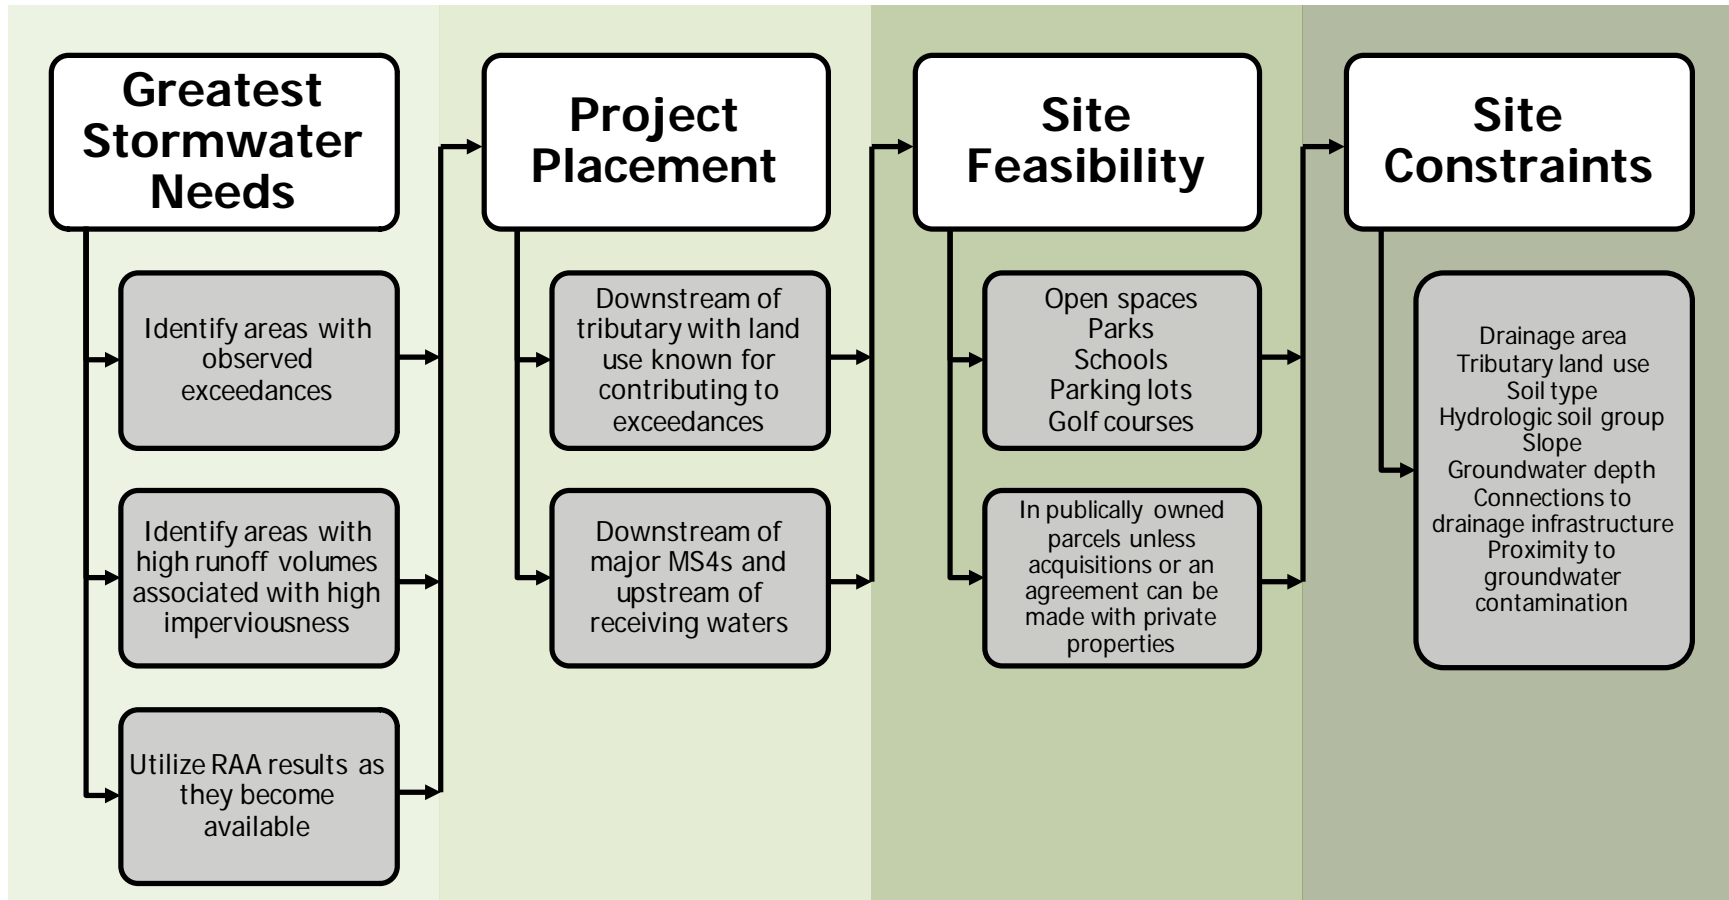 Greatest
Stormwater
Needs
Identify areas with
observed
exceedances
Identify areas with
high runoff volumes
associated with high
imperviousness
Utilize RAA results as
they become
available
Project
Placement
Downstream of
tributary with land
use known for
contributing to
exceedances
Downstream of
major MS4s and
upstream of
receiving waters
Site
Feasibility
Open spaces
Parks
Schools
Parking lots
Golf courses
In publically owned
parcels unless
acquisitions or an
agreement can be
made with private
properties
Site
Constraints
Drainage area
Tributary land use
Soil type
Hydrologic soil group
Slope
Groundwater depth
Connections to
drainage infrastructure
Proximity to
groundwater
contamination